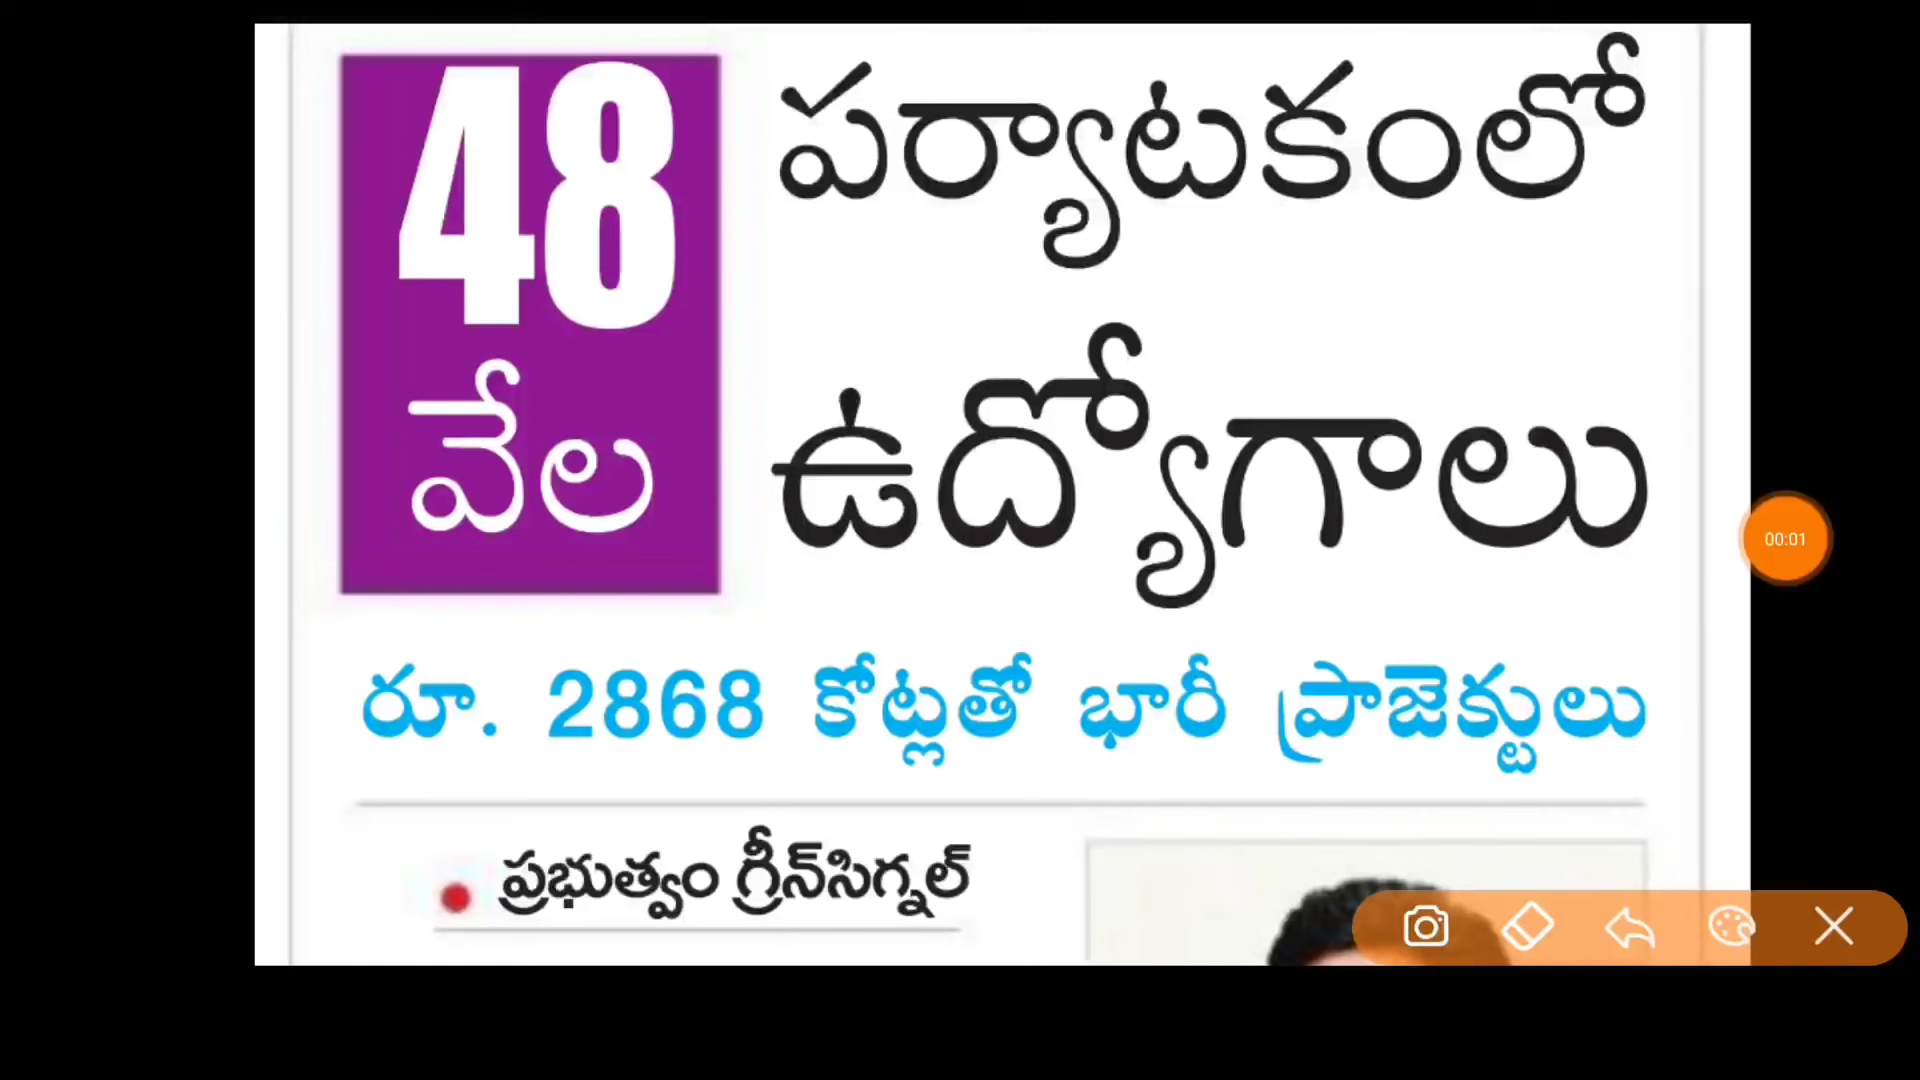 48
వేల
పర్యాటకంలో
ఉద్యోగాలు
రూ. 2868 కోట్లతో భారీ ప్రాజెక్టులు
• ప్రభుత్వం గ్రీన్‌సిగ్నల్
00:01